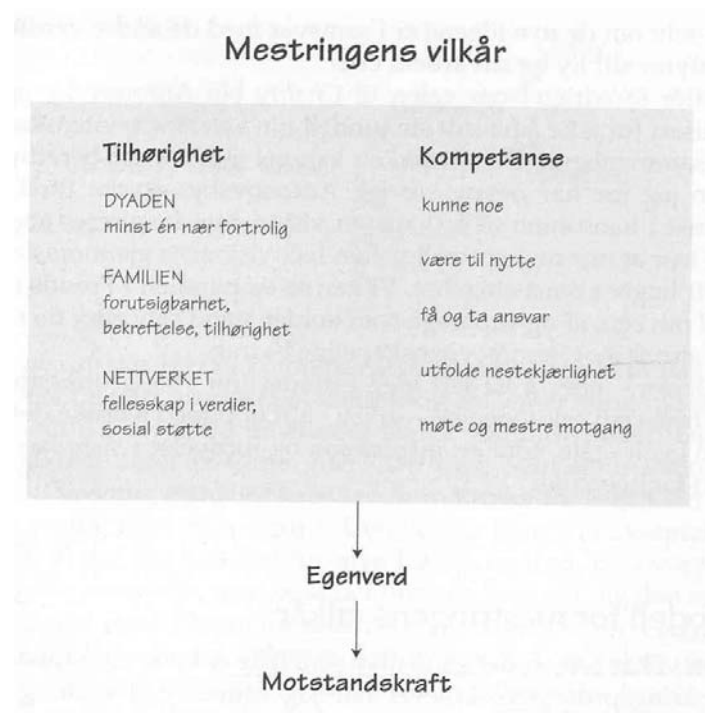 Mestringens vilkår
Tilhørighet
DYADEN
minst én nær fortrolig
FAMILIEN
forutsigbarhet,
bekreftelse, tilhørighet
NETTVERKET
fellesskap i verdier,
sosial støtte
Kompetanse
kunne noe
være til nytte
få og ta ansvar
utfolde nestekjærlighet
møte og mestre motgang
Egenverd
Motstandskraft